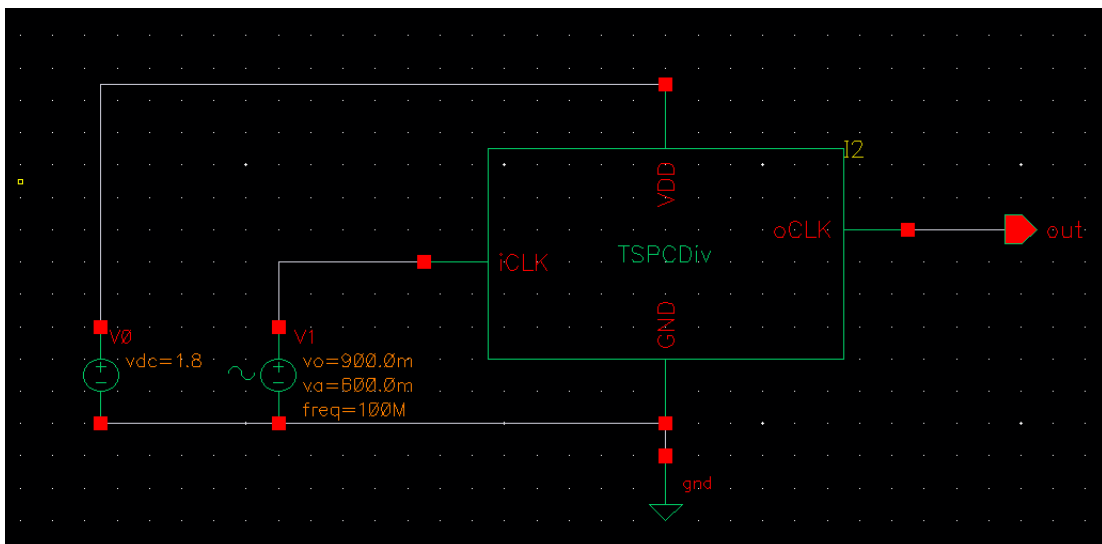 I2
VDD
oCLK
out
TSPCDiv
iCLK
GND
V0
vdc=1.8
V1
vo=900.0m
va=600.0m
freq=100M
gnd